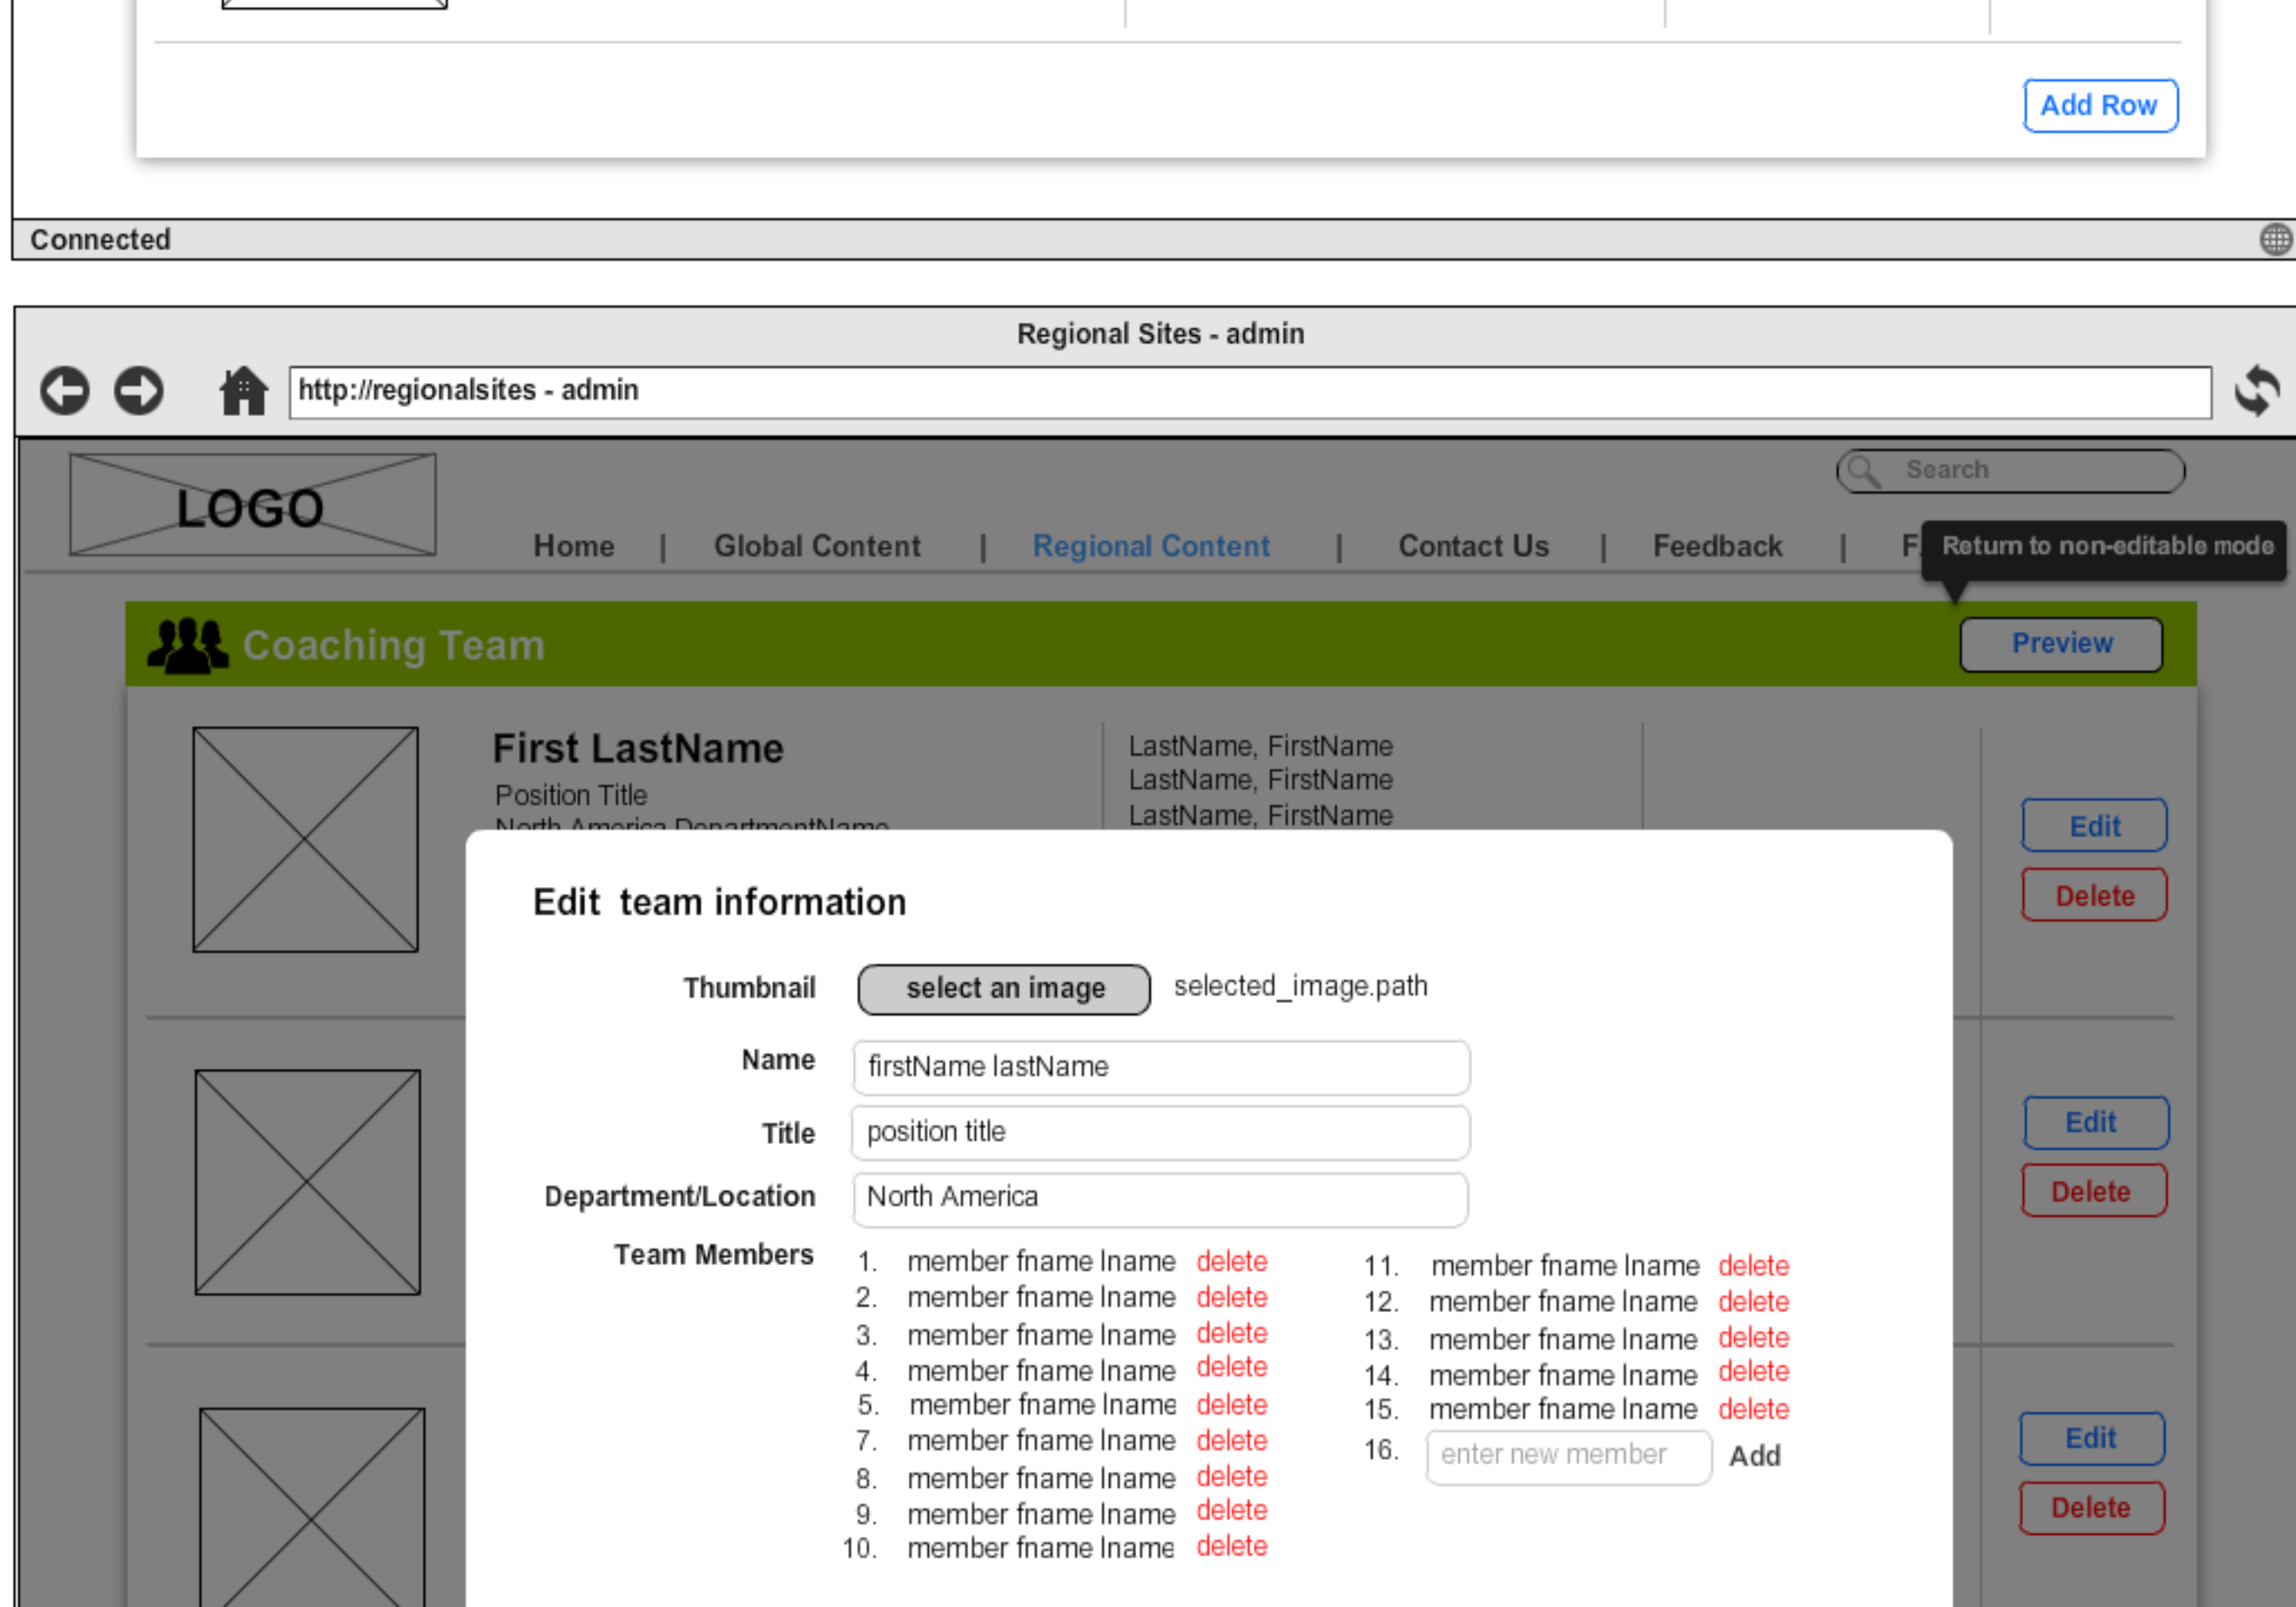 Add Row
Connected
Regional Sites - admin
http://regionalsites - admin
LOGO
Search
Home | Global Content | Regional Content | Contact Us | Feedback |
Return to non-editable mode
Coaching Team
Preview
First LastName
Position Title
North America DepartmentName
LastName, FirstName
LastName, FirstName
LastName, FirstName
Edit
Delete
Edit team information
Thumbnail select an image selected_image.path
Name firstName lastName
Title position title
Department/Location North America
Team Members
1. member fname lname delete
2. member fname lname delete
3. member fname lname delete
4. member fname lname delete
5. member fname lname delete
7. member fname lname delete
8. member fname lname delete
9. member fname lname delete
10. member fname lname delete
11. member fname lname delete
12. member fname lname delete
13. member fname lname delete
14. member fname lname delete
15. member fname lname delete
16. enter new member Add
Edit
Delete
Edit
Delete